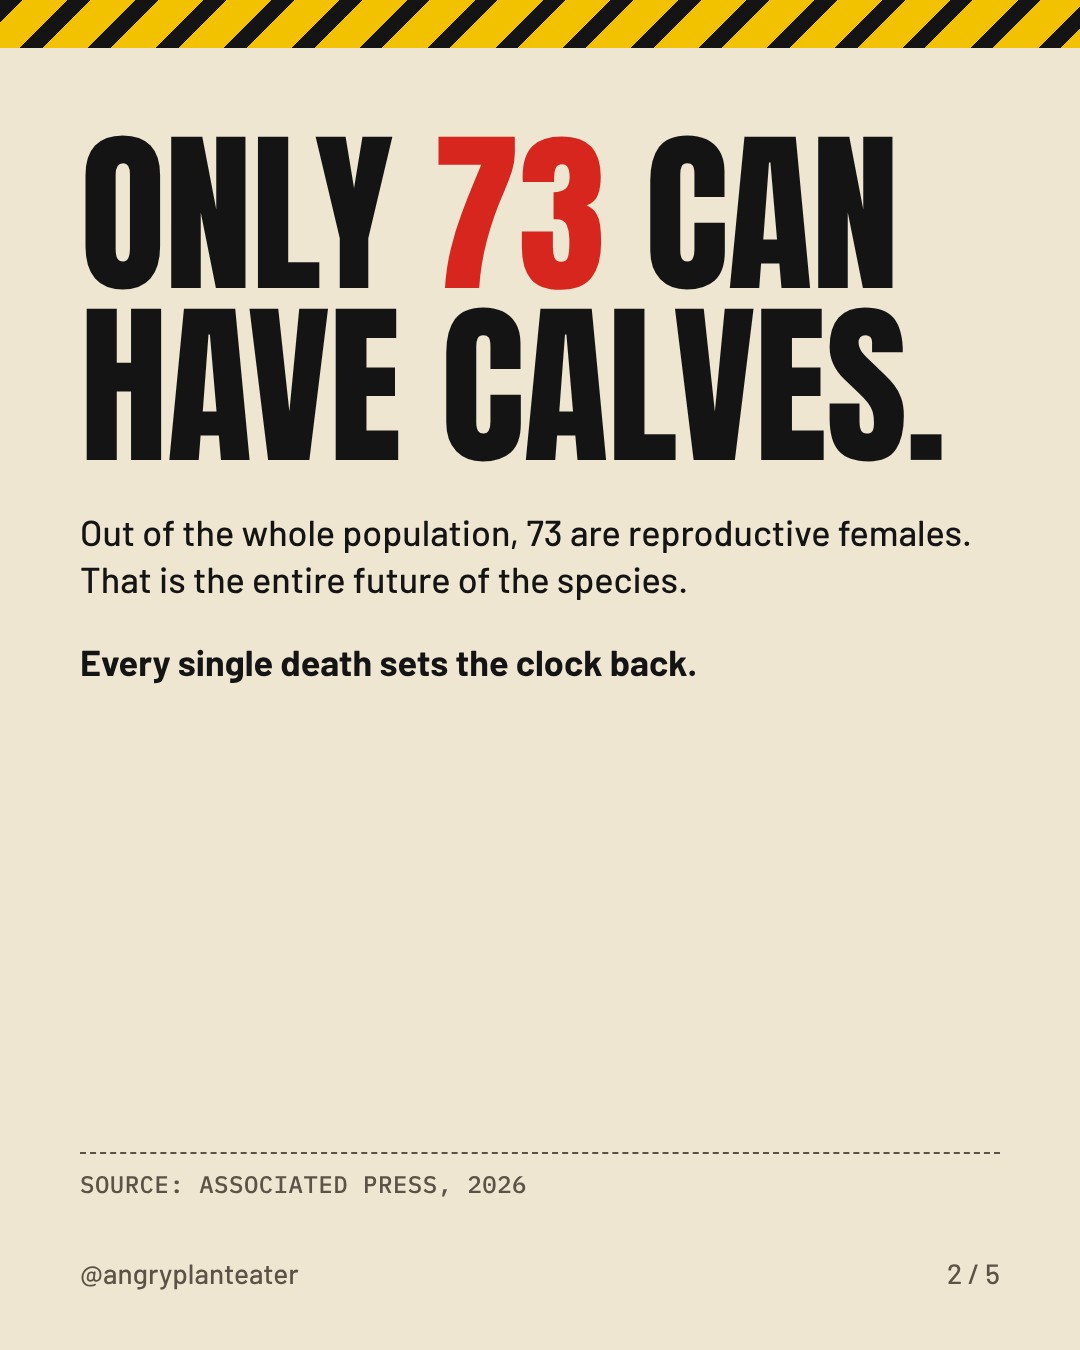 ONLY 73 CAN
HAVE CALVES.
Out of the whole population, 73 are reproductive females.
That is the entire future of the species.
Every single death sets the clock back.
SOURCE: ASSOCIATED PRESS, 2026
@angryplanteater
2 / 5